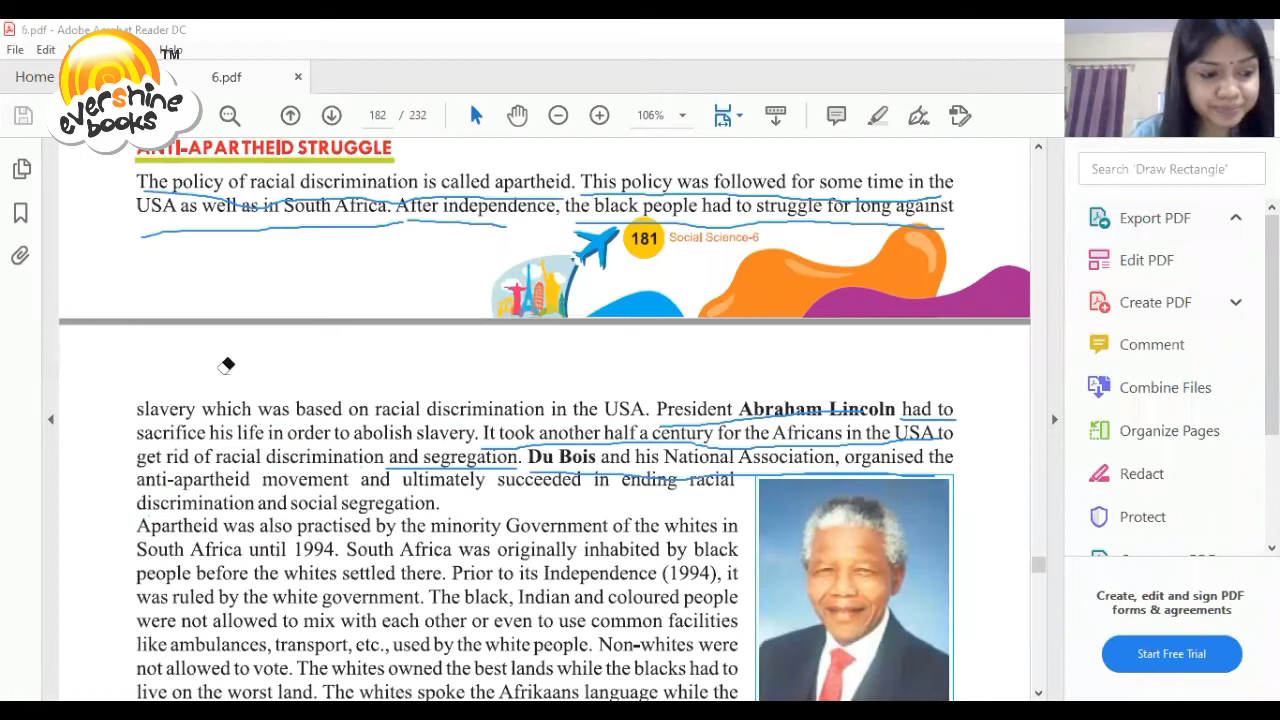 6.pdf - Adobe Acrobat Reader DC
File Edit Help
Home
6.pdf ×
TM
evershine
books
182 / 232
106%
Search 'Draw Rectangle'
ANTI-APARTHEID STRUGGLE
The policy of racial discrimination is called apartheid. This policy was followed for some time in the
USA as well as in South Africa. After independence, the black people had to struggle for long against
181 Social Science-6
slavery which was based on racial discrimination in the USA. President Abraham Lincoln had to
sacrifice his life in order to abolish slavery. It took another half a century for the Africans in the USA to
get rid of racial discrimination and segregation. Du Bois and his National Association, organised the
anti-apartheid movement and ultimately succeeded in ending racial
discrimination and social segregation.
Apartheid was also practised by the minority Government of the whites in
South Africa until 1994. South Africa was originally inhabited by black
people before the whites settled there. Prior to its Independence (1994), it
was ruled by the white government. The black, Indian and coloured people
were not allowed to mix with each other or even to use common facilities
like ambulances, transport, etc., used by the white people. Non-whites were
not allowed to vote. The whites owned the best lands while the blacks had to
live on the worst land. The whites spoke the Afrikaans language while the
Export PDF
Edit PDF
Create PDF
Comment
Combine Files
Organize Pages
Redact
Protect
Create, edit and sign PDF
forms & agreements
Start Free Trial